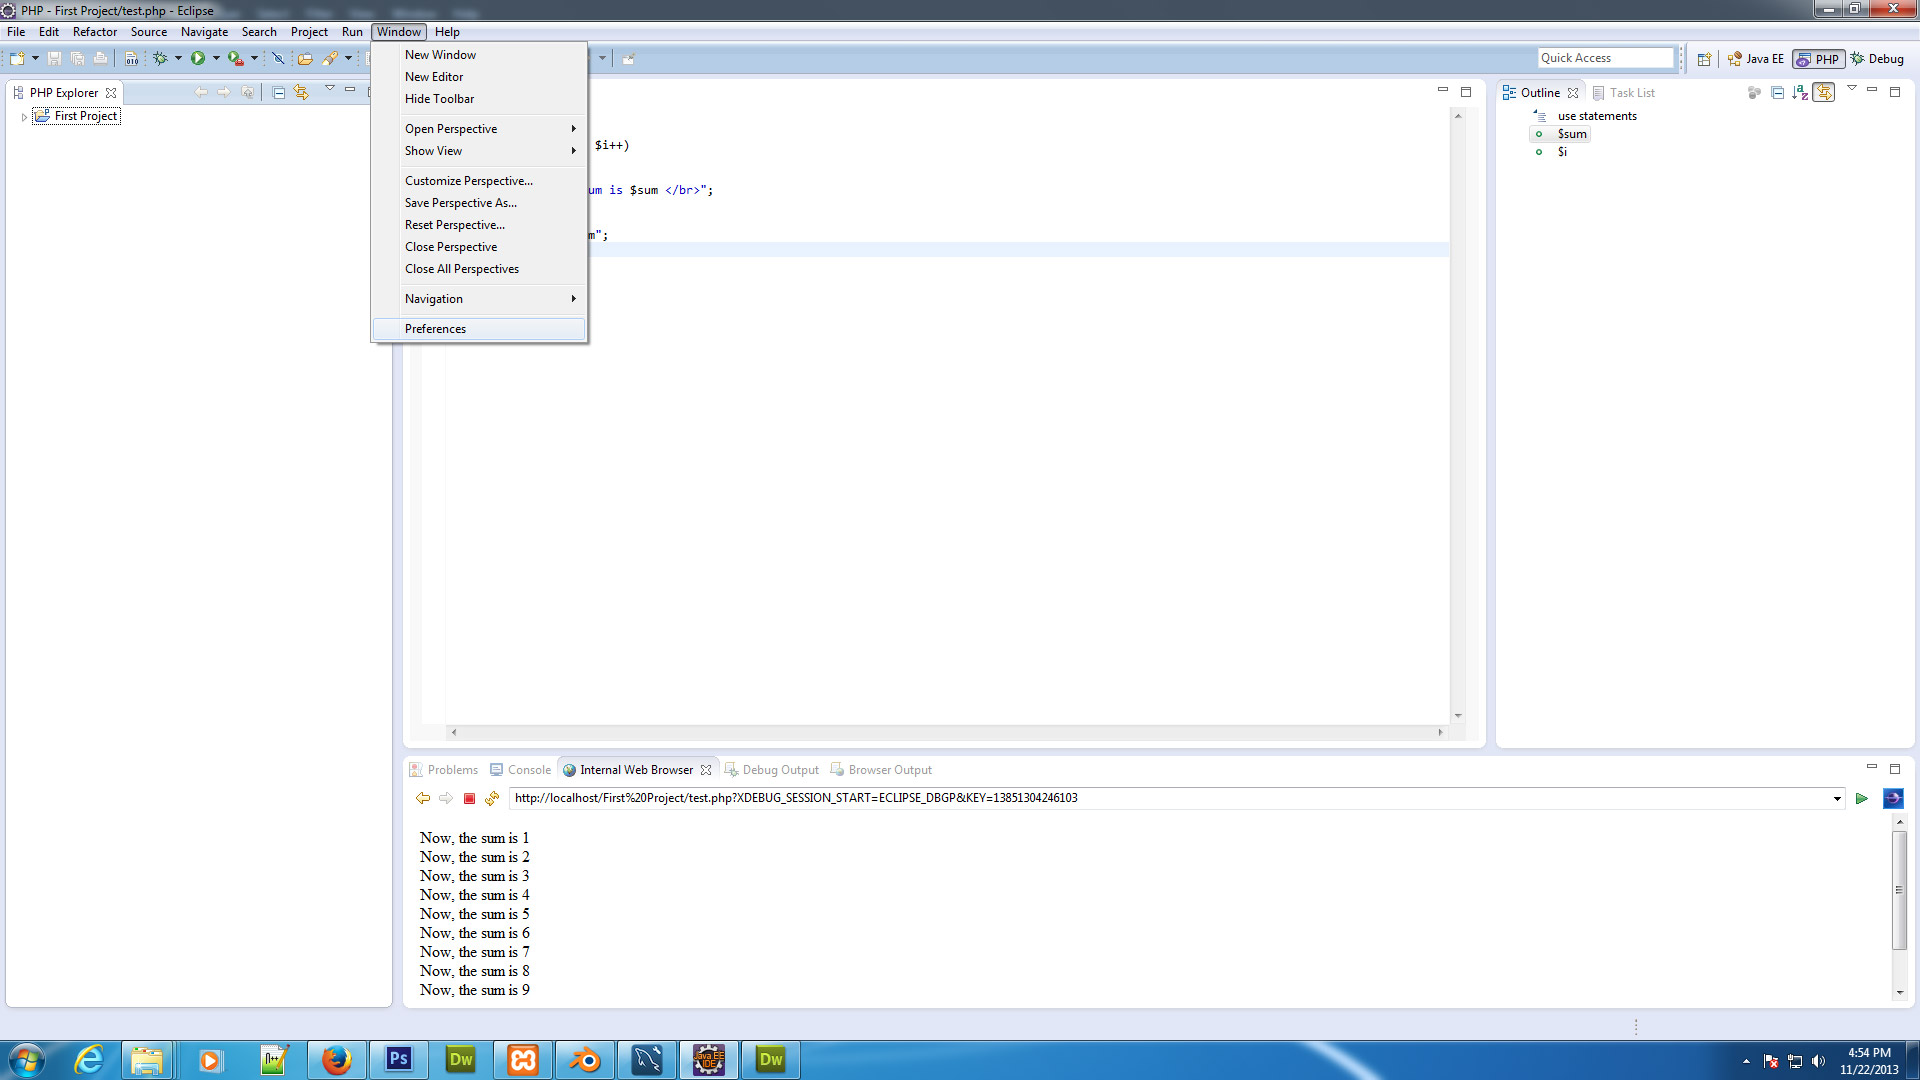 PHP - First Project/test.php - Eclipse
File Edit Refactor Source Navigate Search Project Run Window Help
Quick Access
Java EE
PHP
Debug
PHP Explorer
First Project
New Window
New Editor
Hide Toolbar
Open Perspective
Show View
Customize Perspective...
Save Perspective As...
Reset Perspective...
Close Perspective
Close All Perspectives
Navigation
Preferences
$i++)
um is $sum </br>";
m";
Outline
Task List
use statements
$sum
$i
Problems Console Internal Web Browser Debug Output Browser Output
http://localhost/First%20Project/test.php?XDEBUG_SESSION_START=ECLIPSE_DBGP&KEY=13851304246103
Now, the sum is 1
Now, the sum is 2
Now, the sum is 3
Now, the sum is 4
Now, the sum is 5
Now, the sum is 6
Now, the sum is 7
Now, the sum is 8
Now, the sum is 9
Ps
Dw
Java EE
IDE
Dw
4:54 PM
11/22/2013